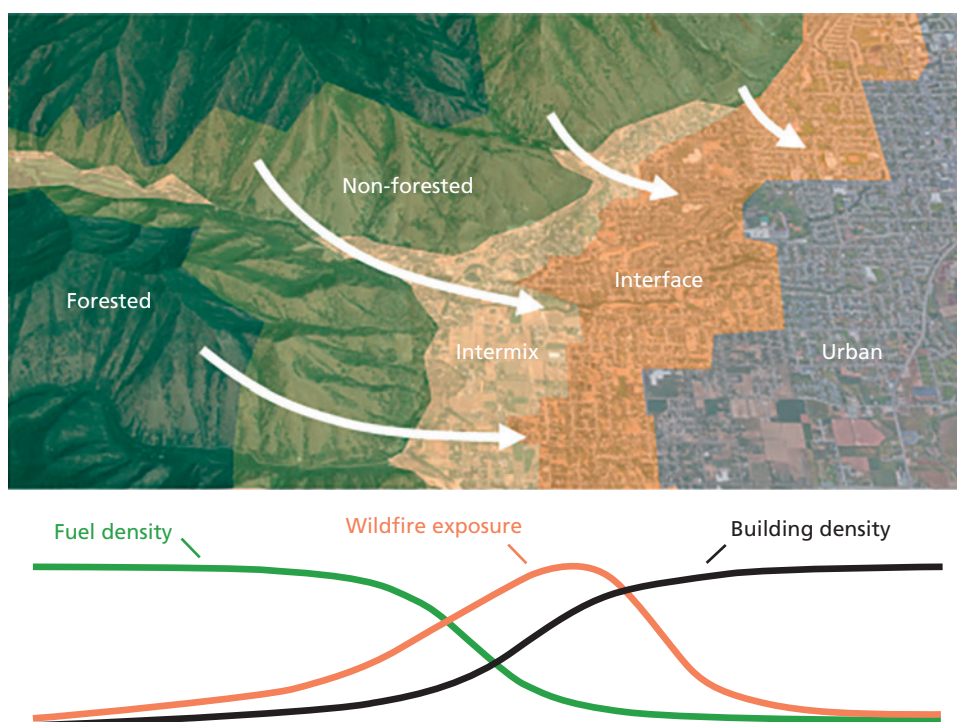 Non-forested
Forested
Interface
Intermix
Urban
Fuel density
Wildfire exposure
Building density